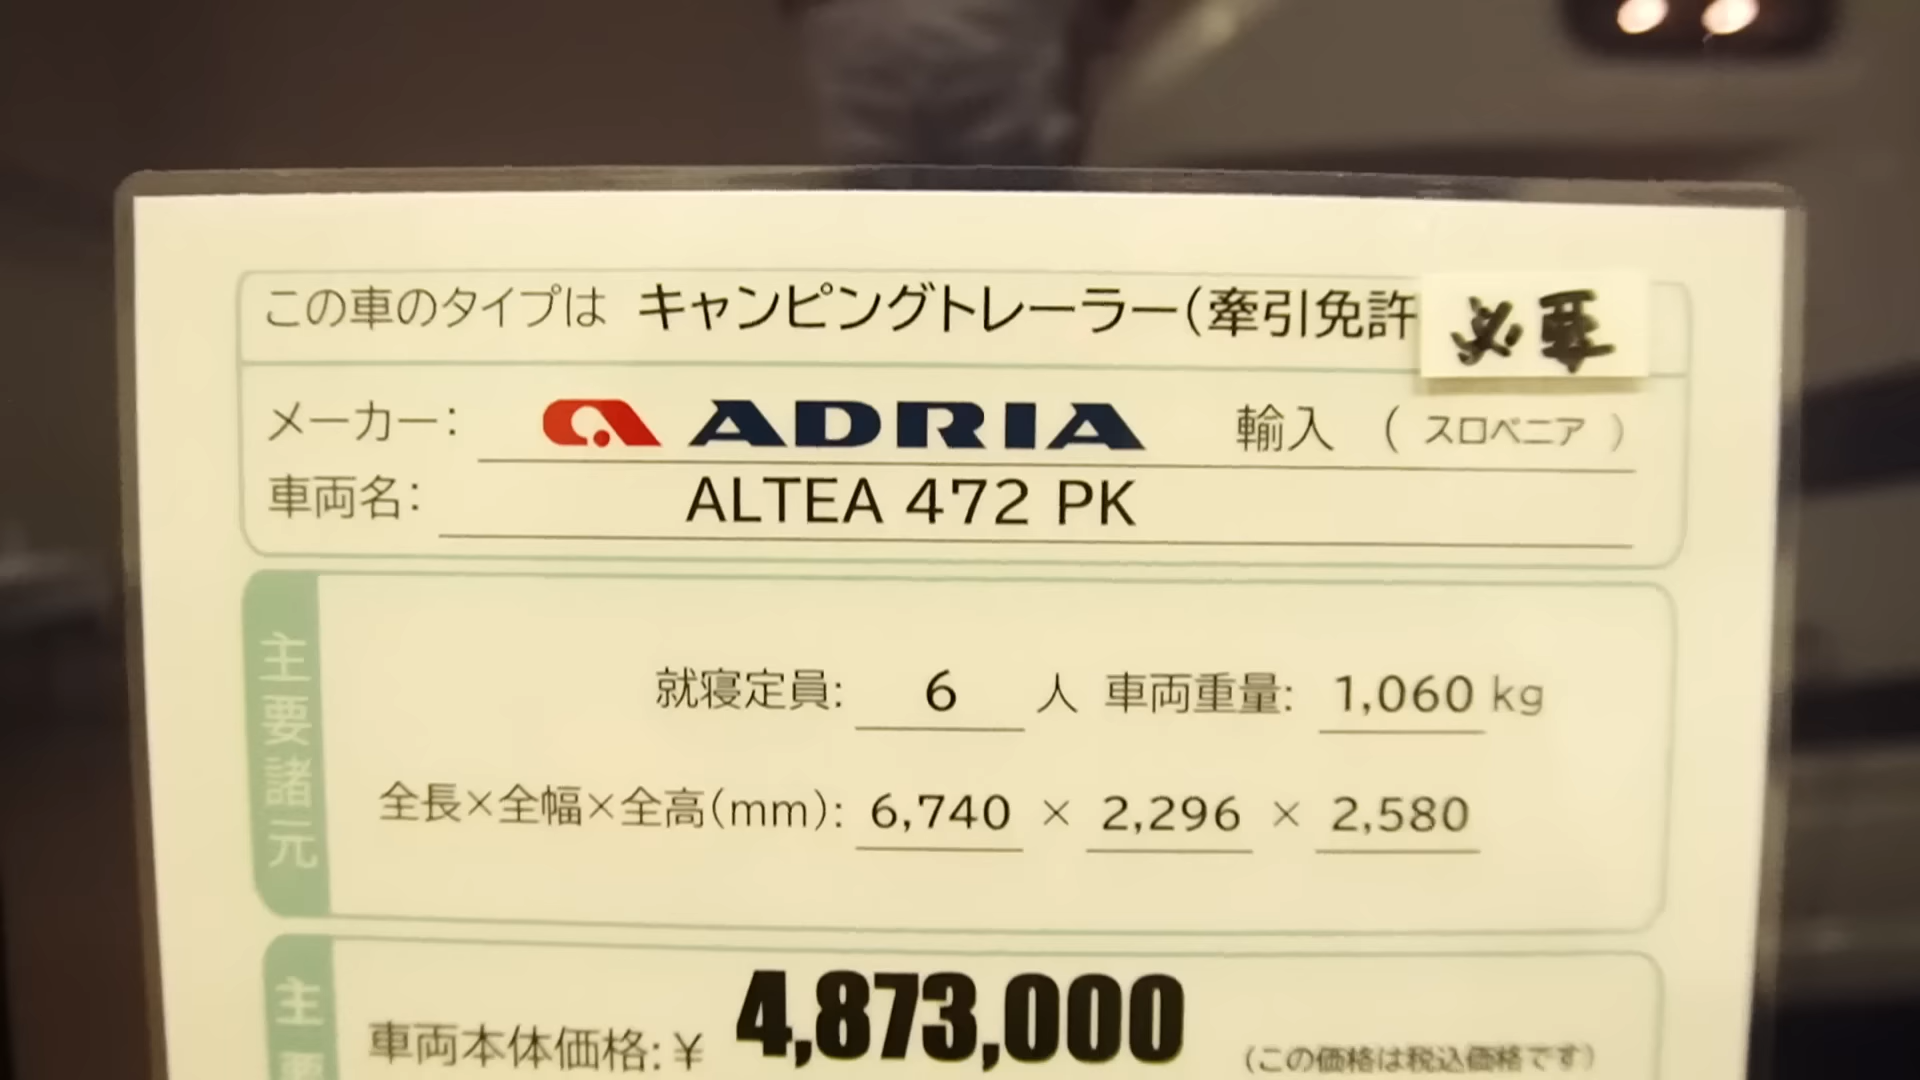 この車のタイプは キャンピングトレーラー(牽引免許 必要
メーカー: ADRIA 輸入 ( スロベニア )
車両名: ALTEA 472 PK
主要諸元
就寝定員: 6 人 車両重量: 1,060 kg
全長×全幅×全高(mm): 6,740 × 2,296 × 2,580
主要
車両本体価格: ¥ 4,873,000 (この価格は税込価格です)